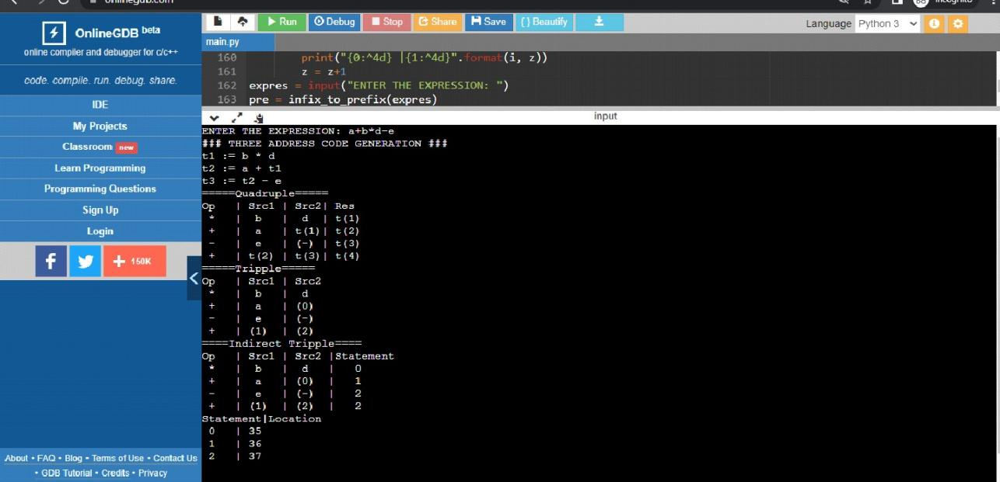 onlinegdb.com
Incognito
OnlineGDB beta
online compiler and debugger for c/c++
code. compile. run. debug. share.
IDE
My Projects
Classroom new
Learn Programming
Programming Questions
Sign Up
Login
f
+ 150K
About • FAQ • Blog • Terms of Use • Contact Us
• GDB Tutorial • Credits • Privacy
Run Debug Stop Share Save {} Beautify
Language Python 3
main.py
160 print("{0:^4d} |{1:^4d}".format(i, z))
161 z = z+1
162 expres = input("ENTER THE EXPRESSION: ")
163 pre = infix_to_prefix(expres)
input
ENTER THE EXPRESSION: a+b*d-e
### THREE ADDRESS CODE GENERATION ###
t1 := b * d
t2 := a + t1
t3 := t2 - e
=====Quadruple=====
Op | Src1 | Src2| Res
* | b | d | t(1)
+ | a | t(1)| t(2)
- | e | (-) | t(3)
+ | t(2) | t(3)| t(4)
=====Tripple=====
Op | Src1 | Src2
* | b | d
+ | a | (0)
- | e | (-)
+ | (1) | (2)
====Indirect Tripple====
Op | Src1 | Src2 |Statement
* | b | d | 0
+ | a | (0) | 1
- | e | (-) | 2
+ | (1) | (2) | 2
Statement|Location
0 | 35
1 | 36
2 | 37